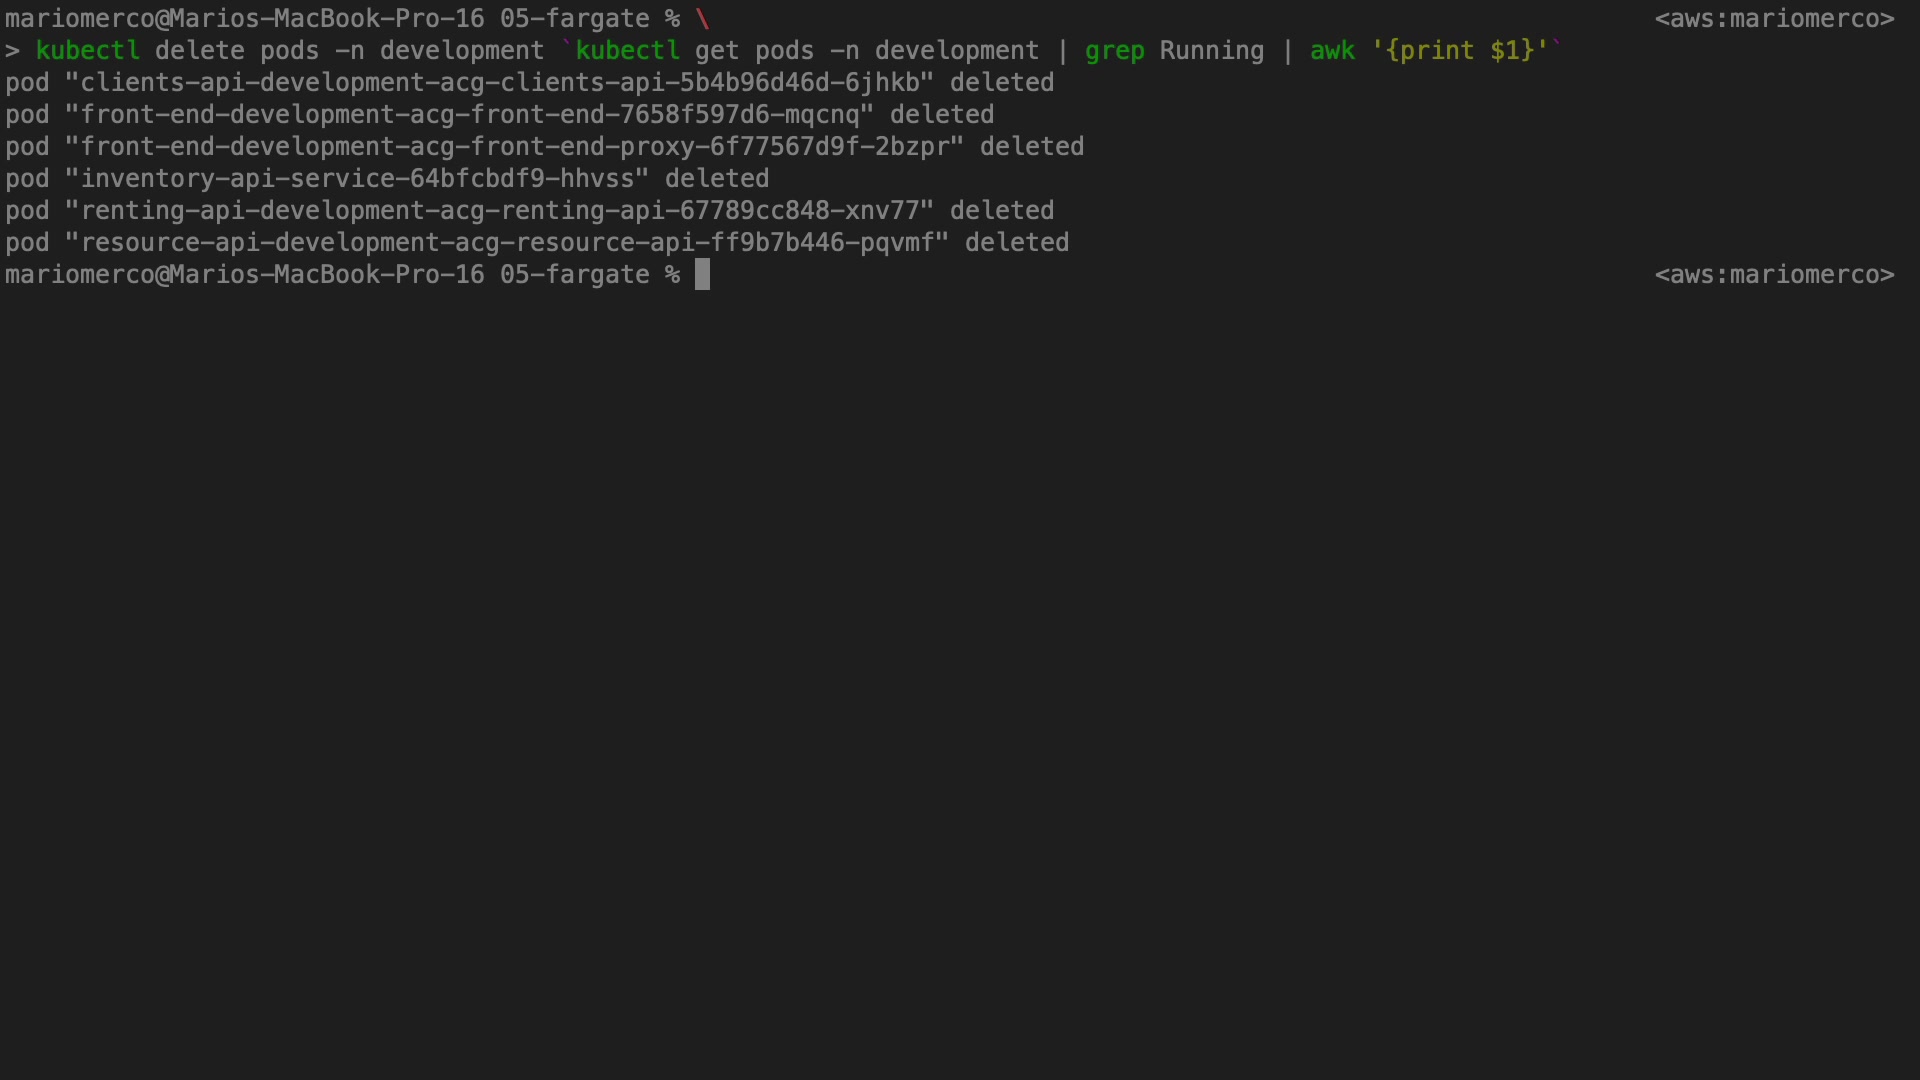 mariomerco@Marios-MacBook-Pro-16 05-fargate % \ <aws:mariomerco>
> kubectl delete pods -n development `kubectl get pods -n development | grep Running | awk '{print $1}'`
pod "clients-api-development-acg-clients-api-5b4b96d46d-6jhkb" deleted
pod "front-end-development-acg-front-end-7658f597d6-mqcnq" deleted
pod "front-end-development-acg-front-end-proxy-6f77567d9f-2bzpr" deleted
pod "inventory-api-service-64bfcbdf9-hhvss" deleted
pod "renting-api-development-acg-renting-api-67789cc848-xnv77" deleted
pod "resource-api-development-acg-resource-api-ff9b7b446-pqvmf" deleted
mariomerco@Marios-MacBook-Pro-16 05-fargate % <aws:mariomerco>